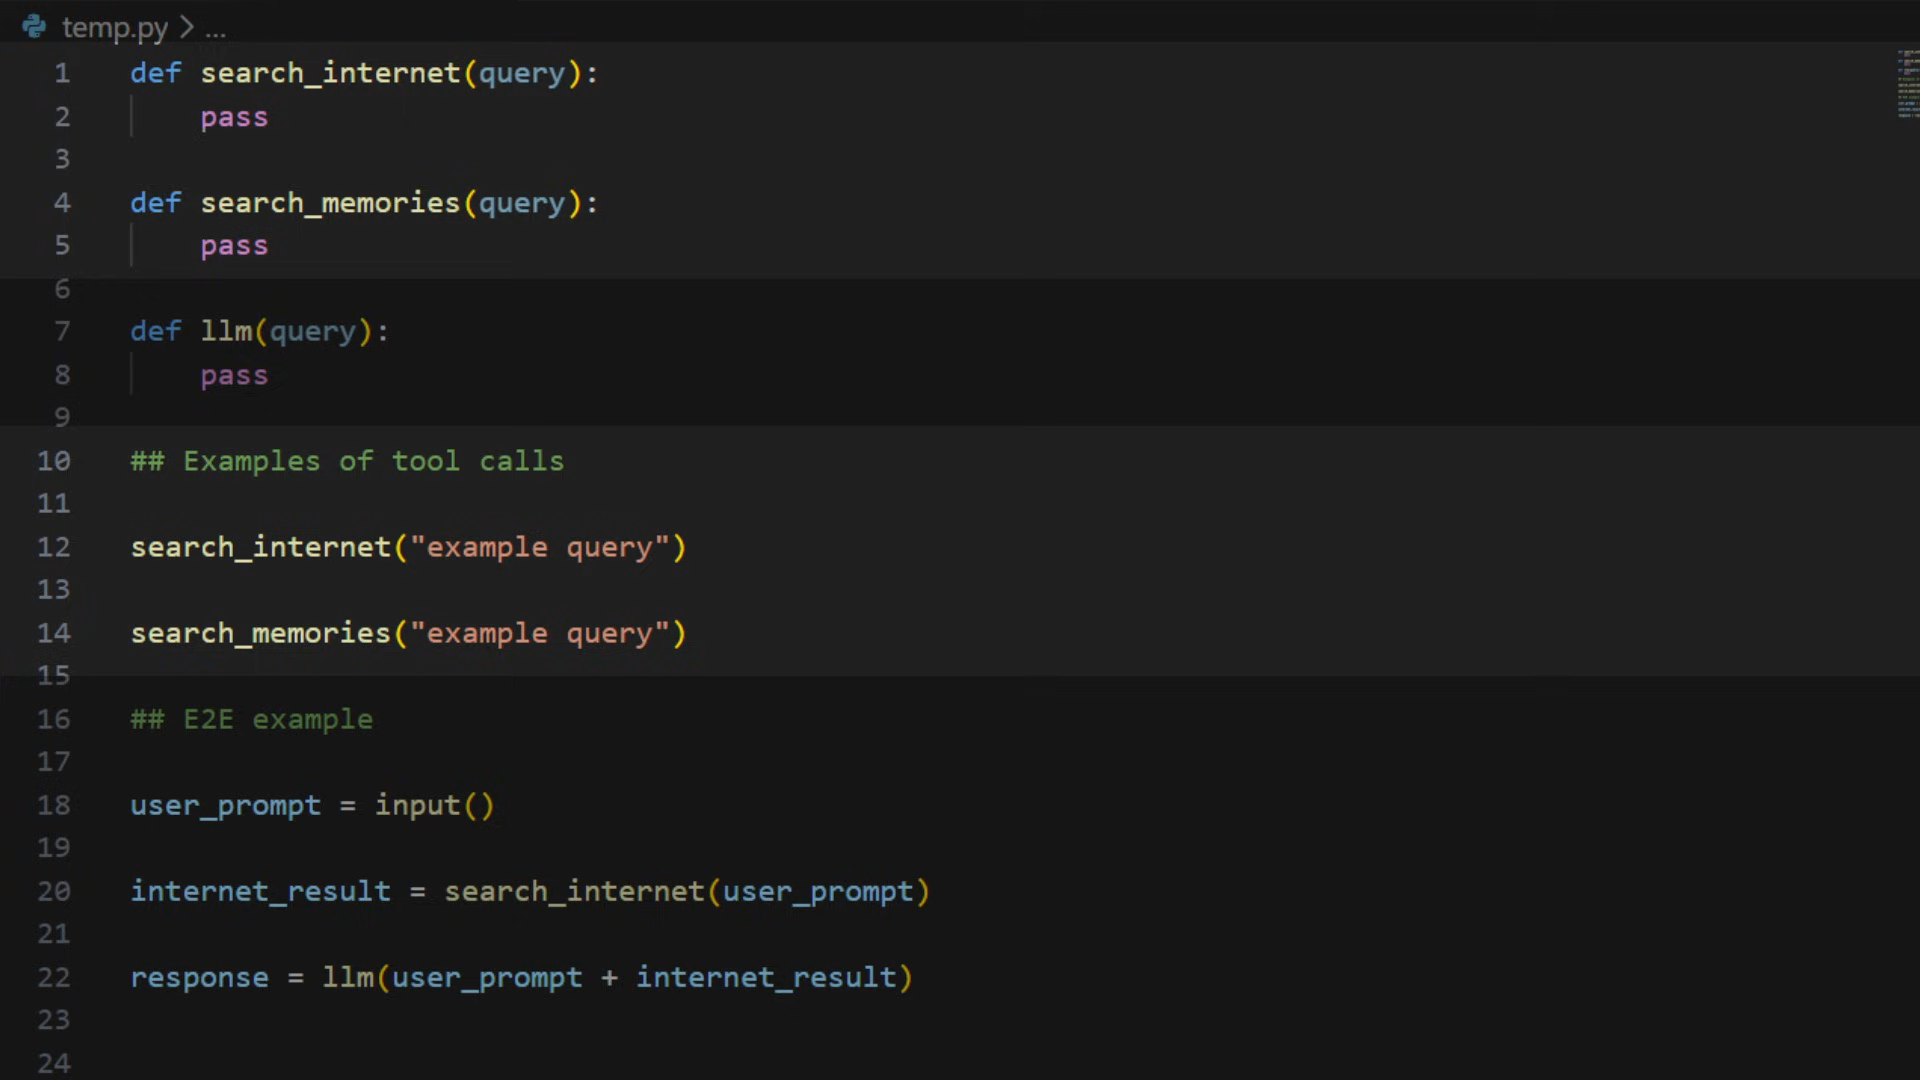 temp.py > ...
1 def search_internet(query):
2 pass
3
4 def search_memories(query):
5 pass
6
7 def llm(query):
8 pass
9
10 ## Examples of tool calls
11
12 search_internet("example query")
13
14 search_memories("example query")
15
16 ## E2E example
17
18 user_prompt = input()
19
20 internet_result = search_internet(user_prompt)
21
22 response = llm(user_prompt + internet_result)
23
24